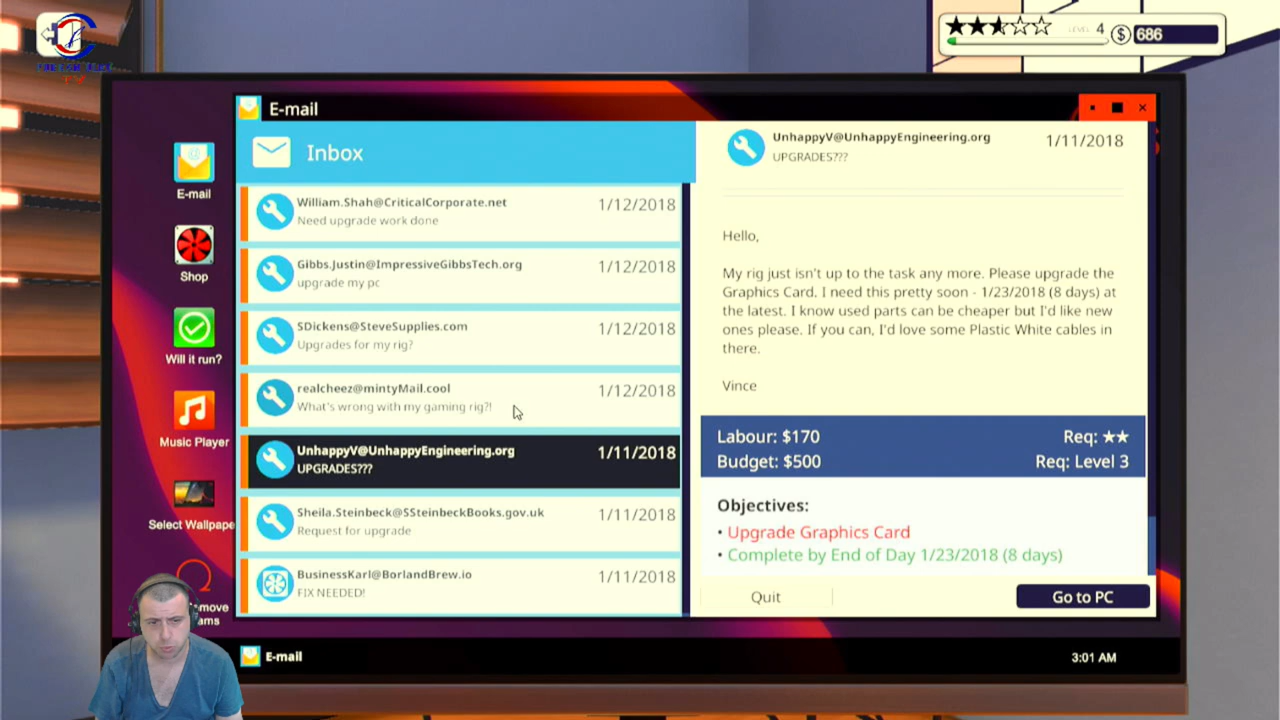 LEVEL 4
$ 686
E-mail
Inbox
E-mail
Shop
Will it run?
Music Player
Select Wallpape
William.Shah@CriticalCorporate.net 1/12/2018
Need upgrade work done
Gibbs.Justin@ImpressiveGibbsTech.org 1/12/2018
upgrade my pc
SDickens@SteveSupplies.com 1/12/2018
Upgrades for my rig?
realcheez@mintyMail.cool 1/12/2018
What's wrong with my gaming rig?!
UnhappyV@UnhappyEngineering.org 1/11/2018
UPGRADES???
Sheila.Steinbeck@SSteinbeckBooks.gov.uk 1/11/2018
Request for upgrade
BusinessKarl@BorlandBrew.io 1/11/2018
FIX NEEDED!
UnhappyV@UnhappyEngineering.org 1/11/2018
UPGRADES???
Hello,
My rig just isn't up to the task any more. Please upgrade the
Graphics Card. I need this pretty soon - 1/23/2018 (8 days) at
the latest. I know used parts can be cheaper but I'd like new
ones please. If you can, I'd love some Plastic White cables in
there.
Vince
Labour: $170 Req: ★★
Budget: $500 Req: Level 3
Objectives:
• Upgrade Graphics Card
• Complete by End of Day 1/23/2018 (8 days)
Quit
Go to PC
E-mail
3:01 AM